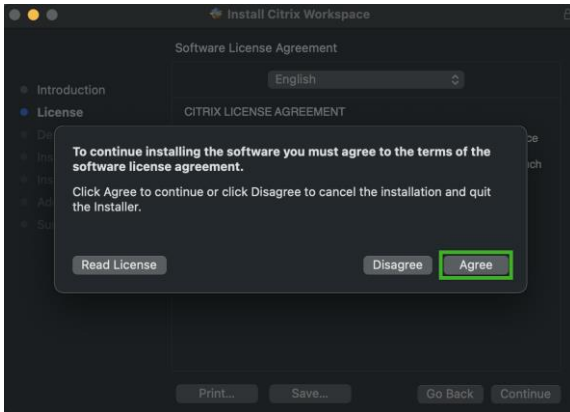 Install Citrix Workspace
Software License Agreement
English
Introduction
License
CITRIX LICENSE AGREEMENT
To continue installing the software you must agree to the terms of the
software license agreement.
Click Agree to continue or click Disagree to cancel the installation and quit
the Installer.
Read License
Disagree
Agree
Print...
Save...
Go Back
Continue